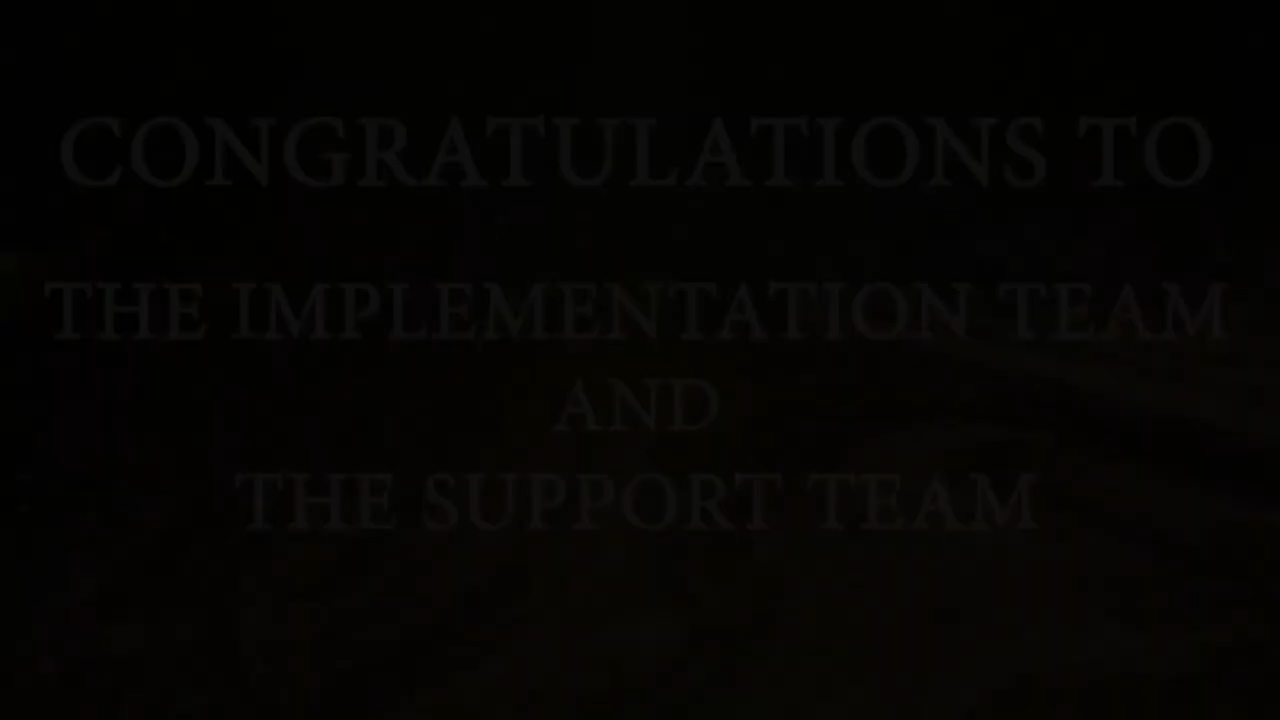 CONGRATULATIONS TO
THE IMPLEMENTATION TEAM
AND
THE SUPPORT TEAM